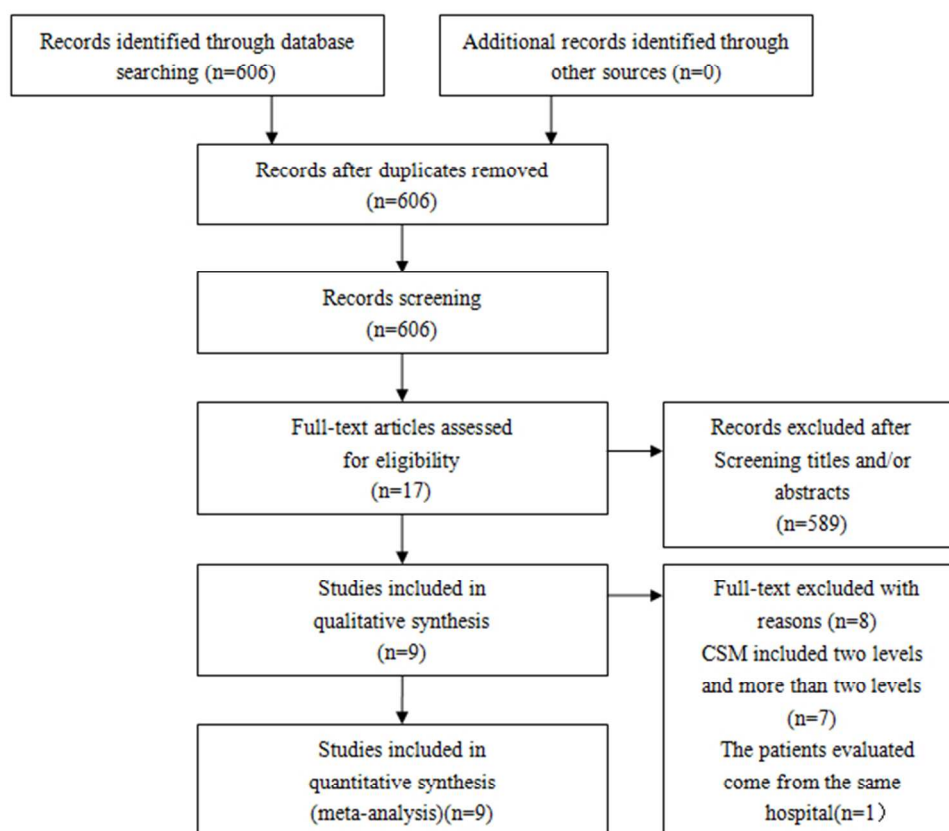 Records identified through database
searching (n=606)
Additional records identified through
other sources (n=0)
Records after duplicates removed
(n=606)
Records screening
(n=606)
Full-text articles assessed
for eligibility
(n=17)
Records excluded after
Screening titles and/or
abstracts
(n=589)
Studies included in
qualitative synthesis
(n=9)
Full-text excluded with
reasons (n=8)
CSM included two levels
and more than two levels
(n=7)
The patients evaluated
come from the same
hospital(n=1）
Studies included in
quantitative synthesis
(meta-analysis)(n=9)